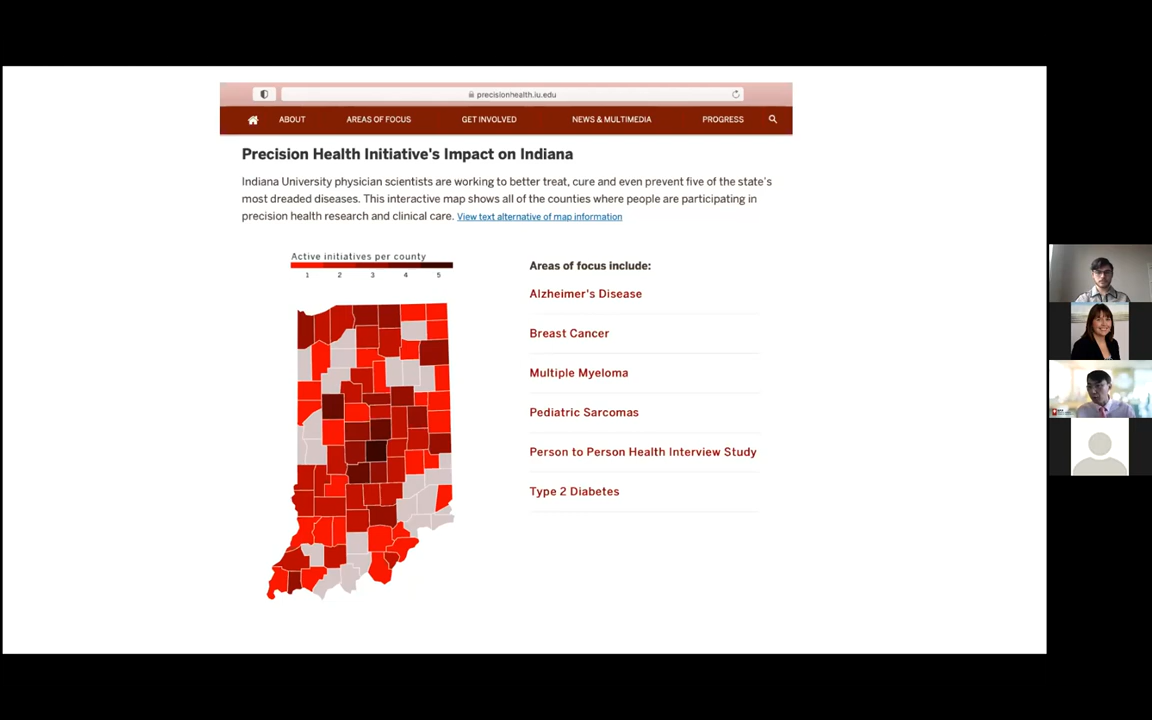 precisionhealth.iu.edu
ABOUT AREAS OF FOCUS GET INVOLVED NEWS & MULTIMEDIA PROGRESS
Precision Health Initiative's Impact on Indiana
Indiana University physician scientists are working to better treat, cure and even prevent five of the state's
most dreaded diseases. This interactive map shows all of the counties where people are participating in
precision health research and clinical care. View text alternative of map information
Active initiatives per county
1 2 3 4 5
Areas of focus include:
Alzheimer's Disease
Breast Cancer
Multiple Myeloma
Pediatric Sarcomas
Person to Person Health Interview Study
Type 2 Diabetes